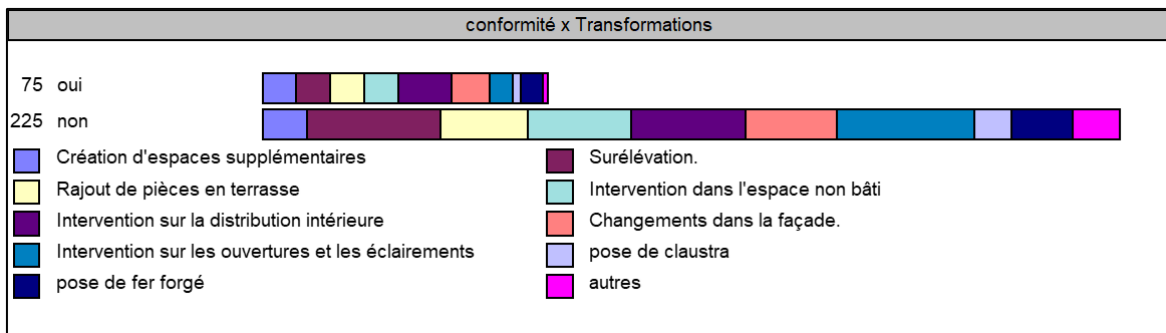 conformité x Transformations
75 oui
225 non
Création d'espaces supplémentaires
Surélévation.
Rajout de pièces en terrasse
Intervention dans l'espace non bâti
Intervention sur la distribution intérieure
Changements dans la façade.
Intervention sur les ouvertures et les éclairements
pose de claustra
pose de fer forgé
autres